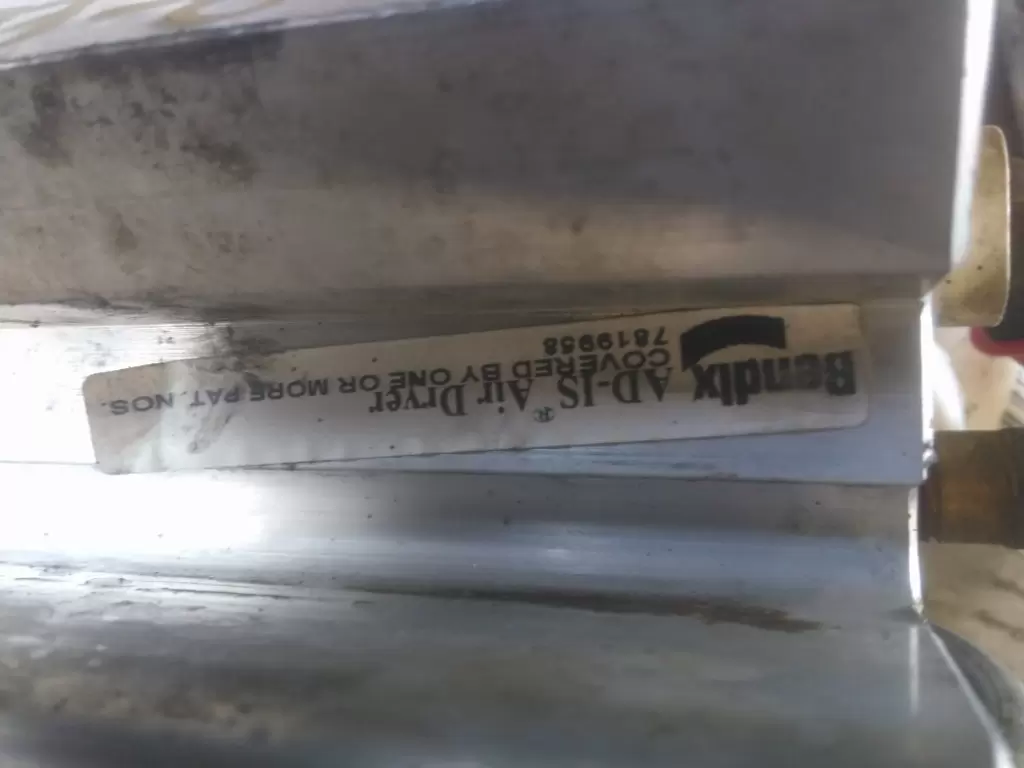 Bendix
AD-IS® Air Dryer
COVERED BY ONE OR MORE PAT. NOS.
7819958